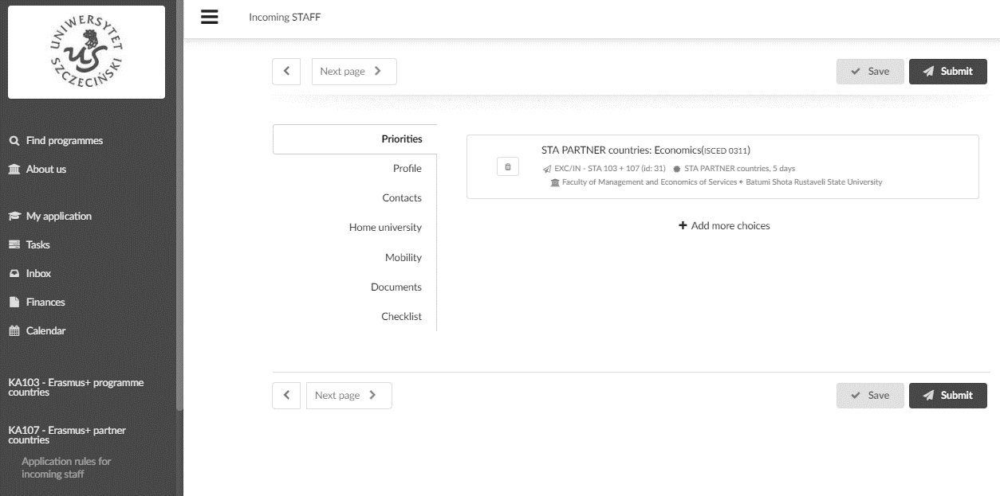 UNIWERSYTET
SZCZECIŃSKI
US
Find programmes
About us
My application
Tasks
Inbox
Finances
Calendar
KA103 - Erasmus+ programme
countries
KA107 - Erasmus+ partner
countries
Application rules for
incoming staff
Incoming STAFF
Next page
Save
Submit
Priorities
Profile
Contacts
Home university
Mobility
Documents
Checklist
STA PARTNER countries: Economics(ISCED 0311)
EXC/IN - STA 103 + 107 (id: 31) STA PARTNER countries, 5 days
Faculty of Management and Economics of Services • Batumi Shota Rustaveli State University
Add more choices
Next page
Save
Submit